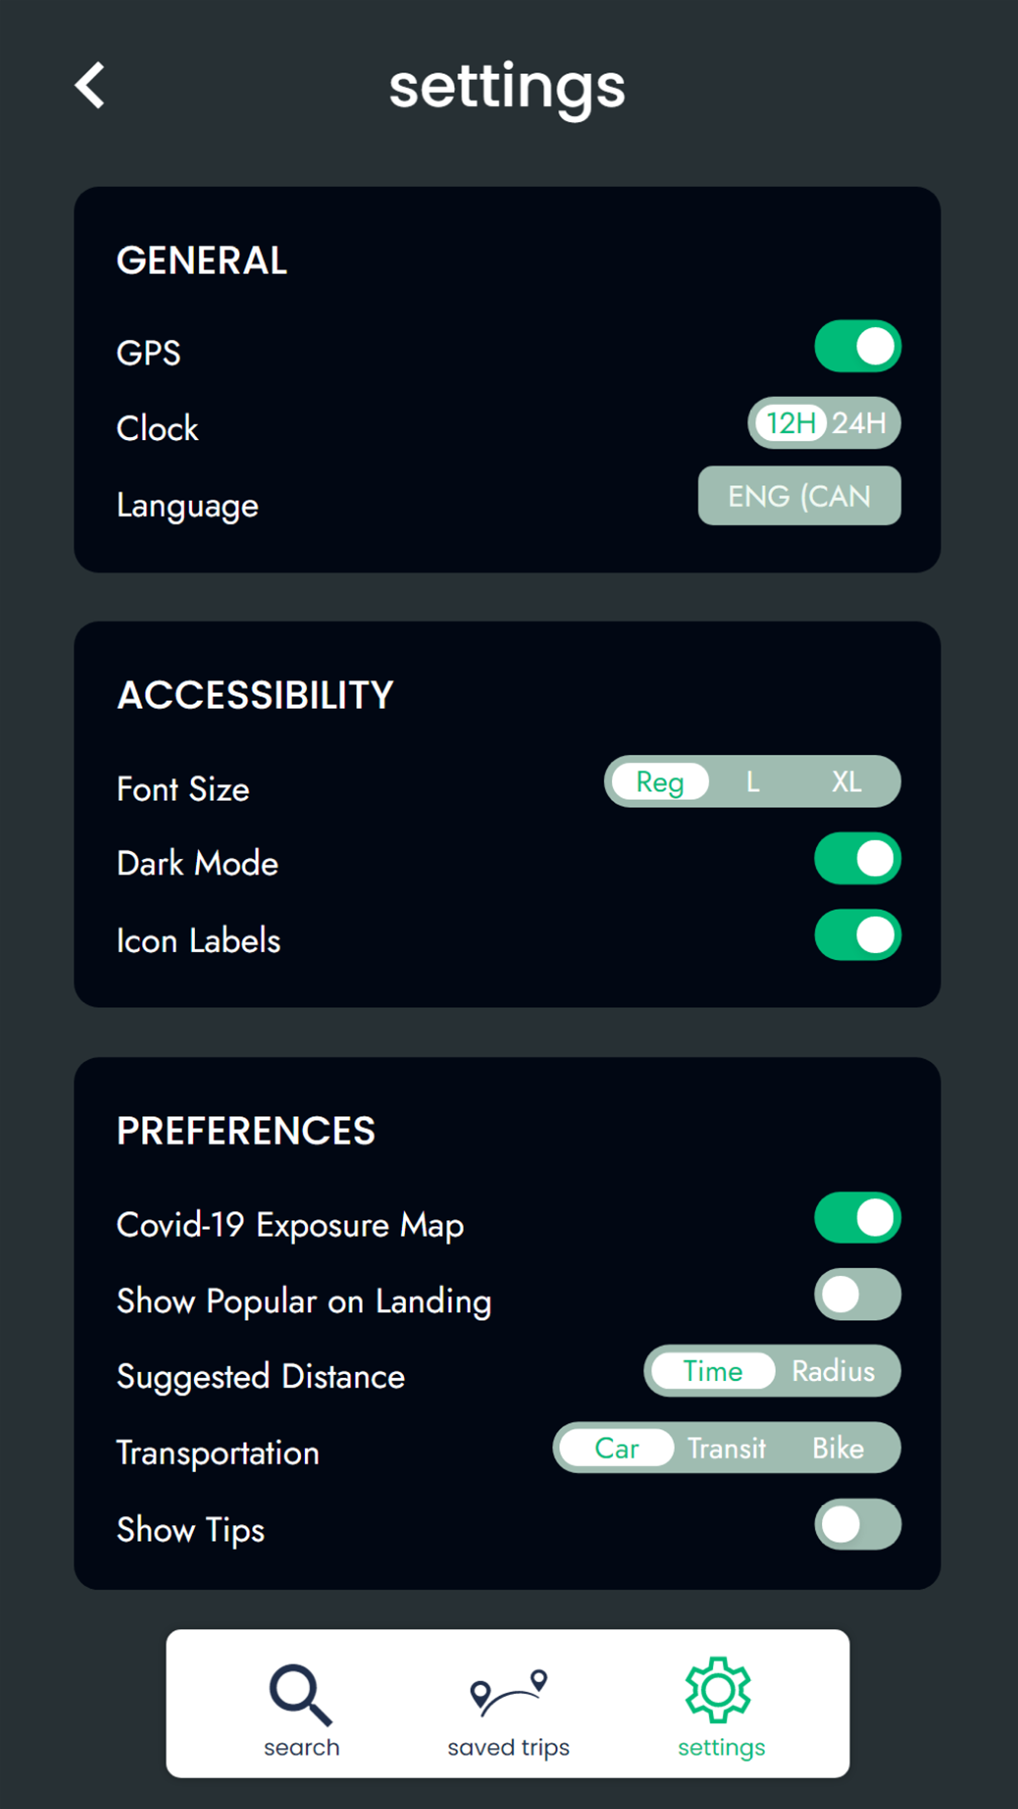 settings
GENERAL
GPS
Clock 12H 24H
Language ENG (CAN
ACCESSIBILITY
Font Size Reg L XL
Dark Mode
Icon Labels
PREFERENCES
Covid-19 Exposure Map
Show Popular on Landing
Suggested Distance Time Radius
Transportation Car Transit Bike
Show Tips
search saved trips settings